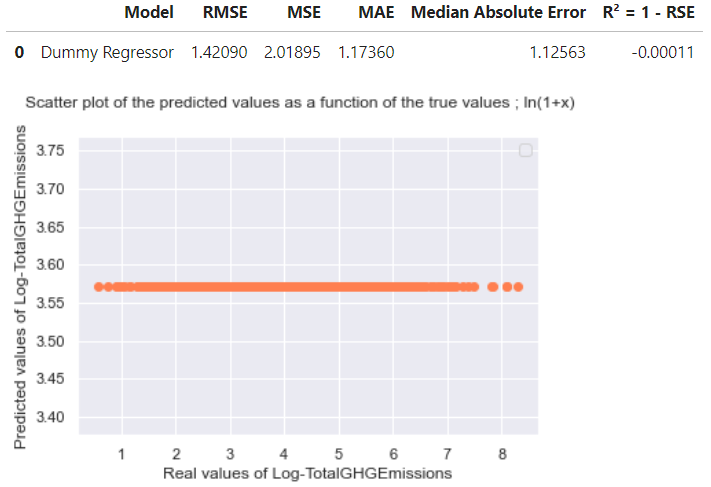 Model RMSE MSE MAE Median Absolute Error R² = 1 - RSE
0 Dummy Regressor 1.42090 2.01895 1.17360 1.12563 -0.00011
Scatter plot of the predicted values as a function of the true values ; ln(1+x)
Predicted values of Log-TotalGHGEmissions
3.75
3.70
3.65
3.60
3.55
3.50
3.45
3.40
1 2 3 4 5 6 7 8
Real values of Log-TotalGHGEmissions